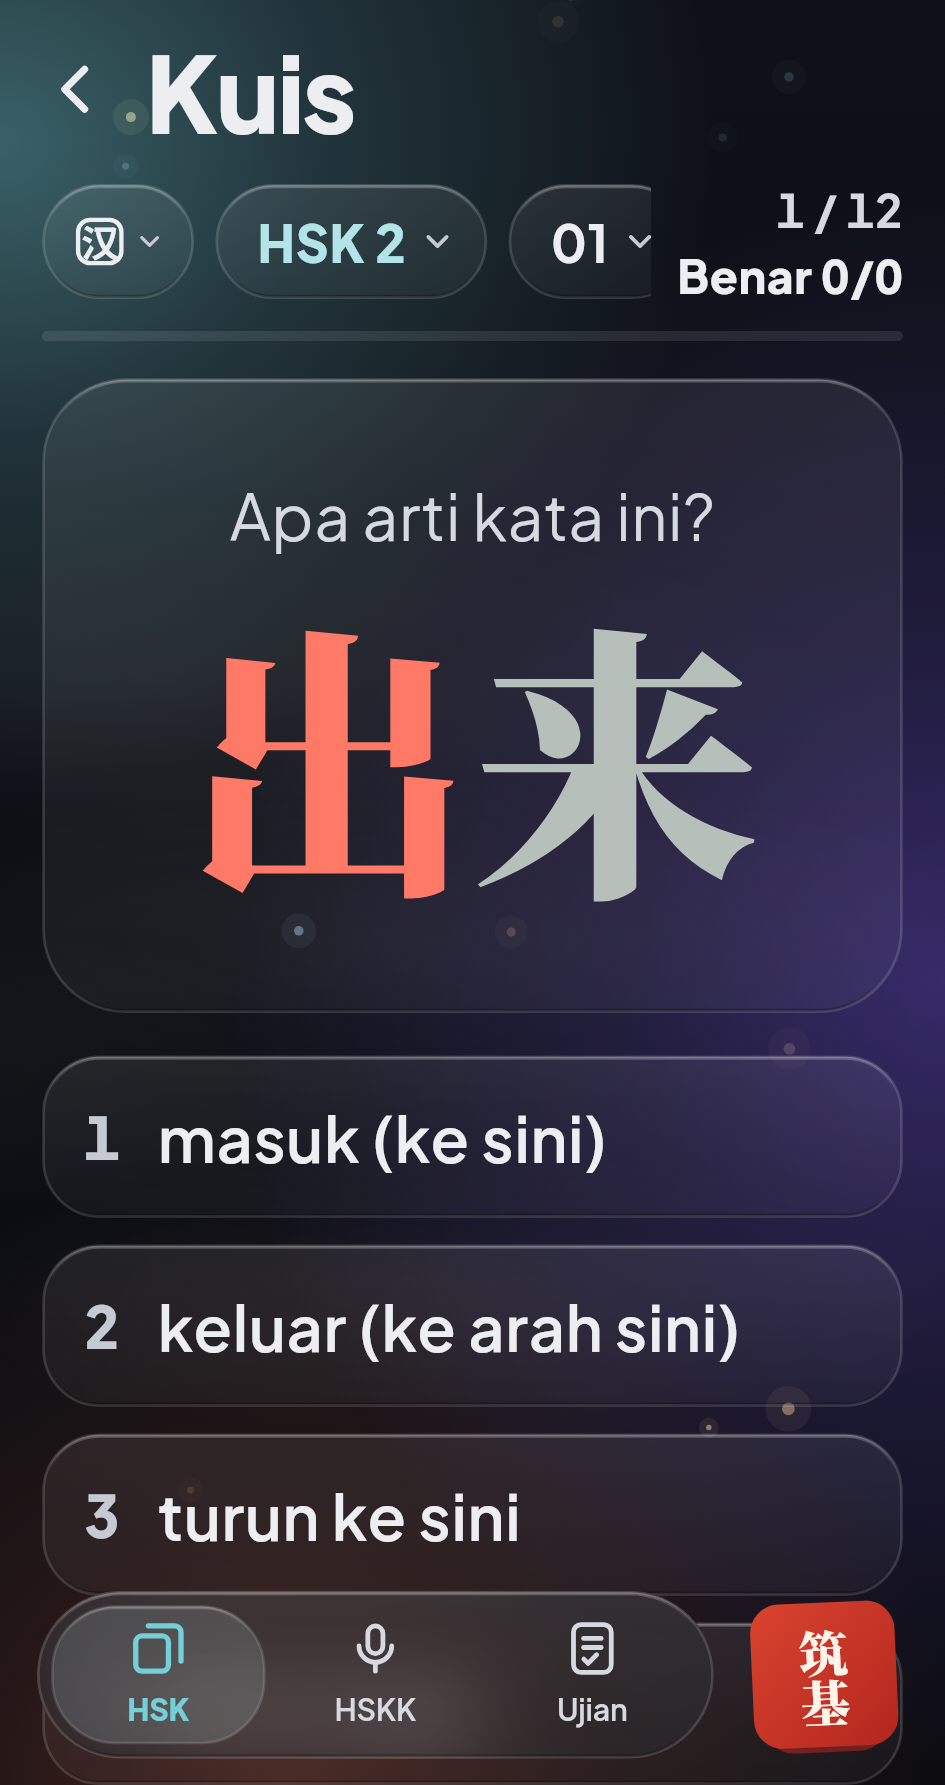 Kuis
汉 HSK 2 01
1 / 12
Benar 0/0
Apa arti kata ini?
出来
1 masuk (ke sini)
2 keluar (ke arah sini)
3 turun ke sini
HSK HSKK Ujian
筑
基